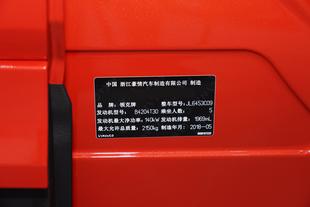 中国 浙江豪情汽车制造有限公司 制造
品 牌：领克牌 整车型号：JL6453C09
发动机型号：B4204T30 乘坐人数：5
发动机最大净功率：140kW 发动机排量：1969mL
最大允许总质量：2150kg 制造年月：2018-05